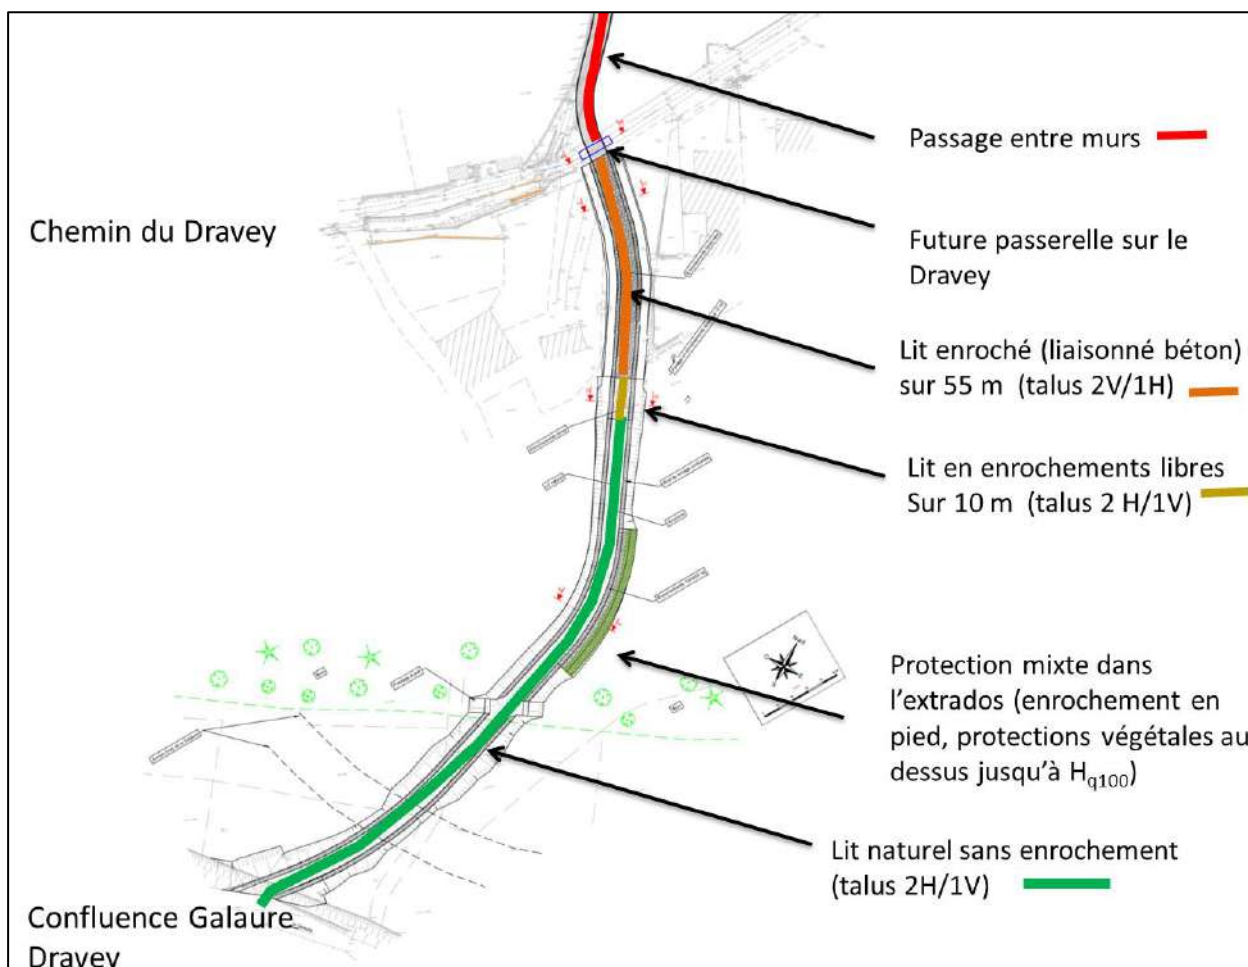 Passage entre murs
Chemin du Dravey
Future passerelle sur le
Dravey
Lit enroché (liaisonné béton)
sur 55 m (talus 2V/1H)
Lit en enrochements libres
Sur 10 m (talus 2 H/1V)
Protection mixte dans
l'extrados (enrochement en
pied, protections végétales au
dessus jusqu'à Hq100)
Lit naturel sans enrochement
(talus 2H/1V)
Confluence Galaure
Dravey